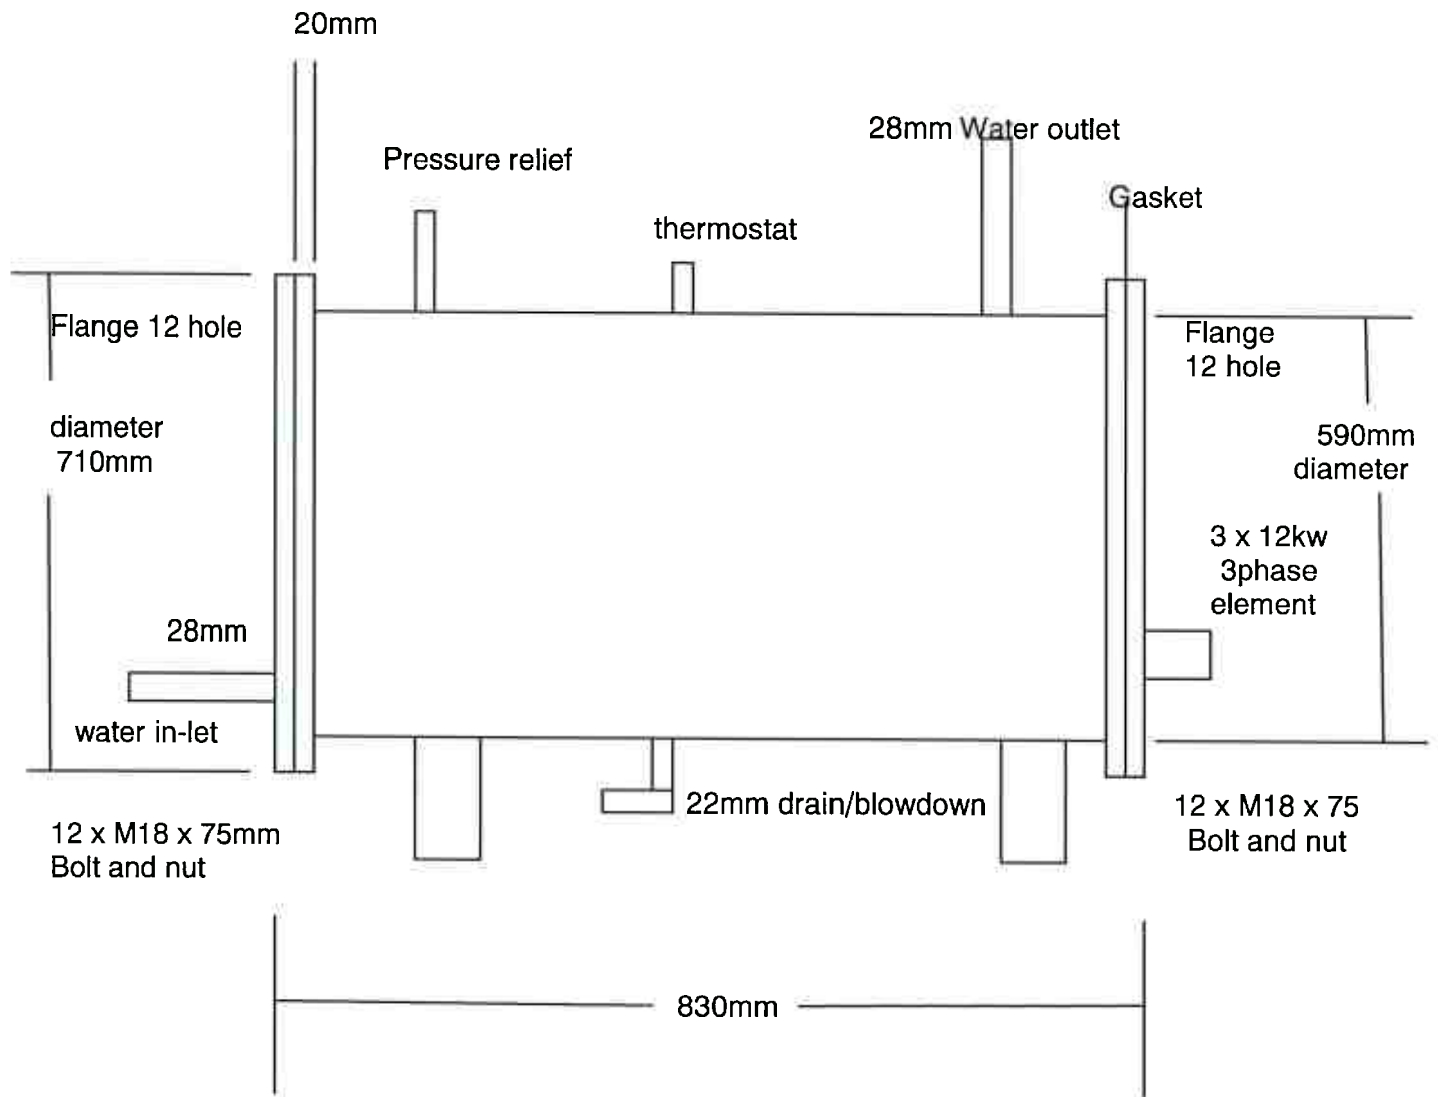 20mm
28mm Water outlet
Pressure relief
Gasket
thermostat
Flange 12 hole
Flange
12 hole
diameter
710mm
590mm
diameter
3 x 12kw
3phase
element
28mm
water in-let
22mm drain/blowdown
12 x M18 x 75mm
Bolt and nut
12 x M18 x 75
Bolt and nut
830mm